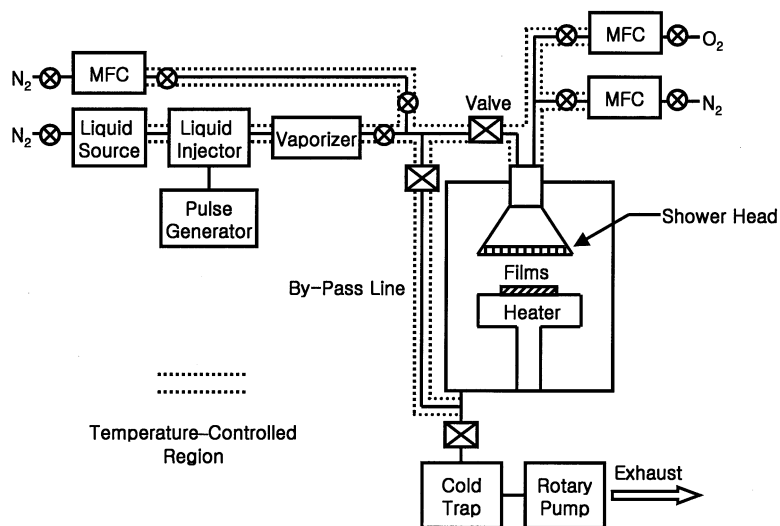 N2
MFC
MFC
O2
MFC
N2
Valve
N2
Liquid
Source
Liquid
Injector
Vaporizer
Pulse
Generator
Shower Head
Films
Heater
By-Pass Line
Temperature-Controlled
Region
Cold
Trap
Rotary
Pump
Exhaust